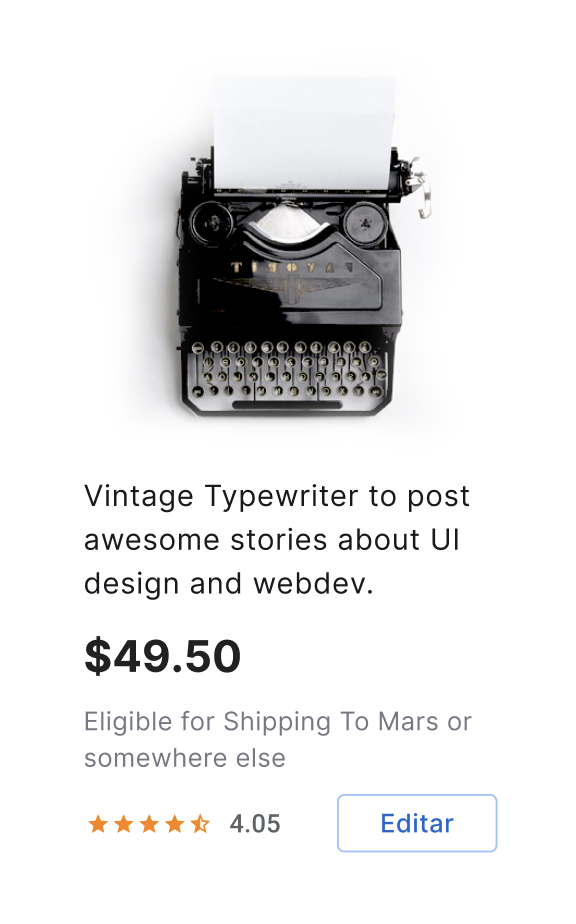 Vintage Typewriter to post
awesome stories about UI
design and webdev.
$49.50
Eligible for Shipping To Mars or
somewhere else
4.05
Editar